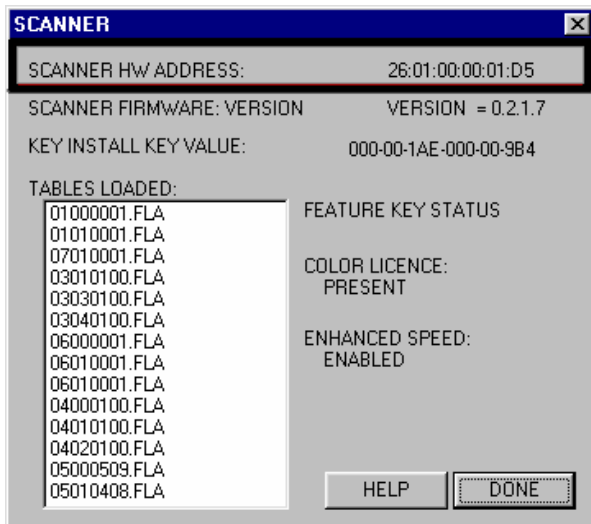 SCANNER
SCANNER HW ADDRESS: 26:01:00:00:01:D5
SCANNER FIRMWARE: VERSION VERSION = 0.2.1.7
KEY INSTALL KEY VALUE: 000-00-1AE-000-00-9B4
TABLES LOADED:
01000001.FLA
01010001.FLA
07010001.FLA
03010100.FLA
03030100.FLA
03040100.FLA
06000001.FLA
06010001.FLA
06010001.FLA
04000100.FLA
04010100.FLA
04020100.FLA
05000509.FLA
05010408.FLA
FEATURE KEY STATUS
COLOR LICENCE:
PRESENT
ENHANCED SPEED:
ENABLED
HELP DONE